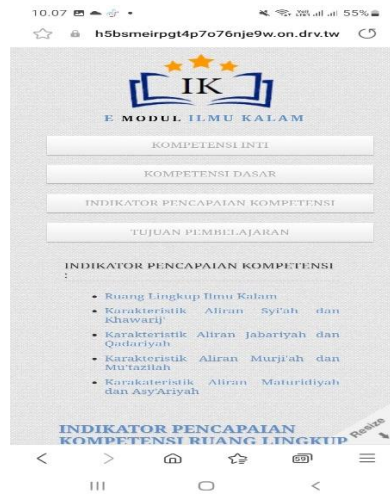 10.07
55%
h5bsmeirpgt4p7o76nje9w.on.drv.tw
IK
E MODUL ILMU KALAM
KOMPETENSI INTI
KOMPETENSI DASAR
INDIKATOR PENCAPAIAN KOMPETENSI
TUJUAN PEMBELAJARAN
INDIKATOR PENCAPAIAN KOMPETENSI
:
• Ruang Lingkup Ilmu Kalam
• Karakteristik Aliran Syi'ah dan
Khawarij'
• Karakteristik Aliran Jabariyah dan
Qadariyah
• Karakteristik Aliran Murji'ah dan
Mu'tazilah
• Karakateristik Aliran Maturidiyah
dan Asy'Ariyah
Resize
INDIKATOR PENCAPAIAN
KOMPETENSI RUANG LINGKUP